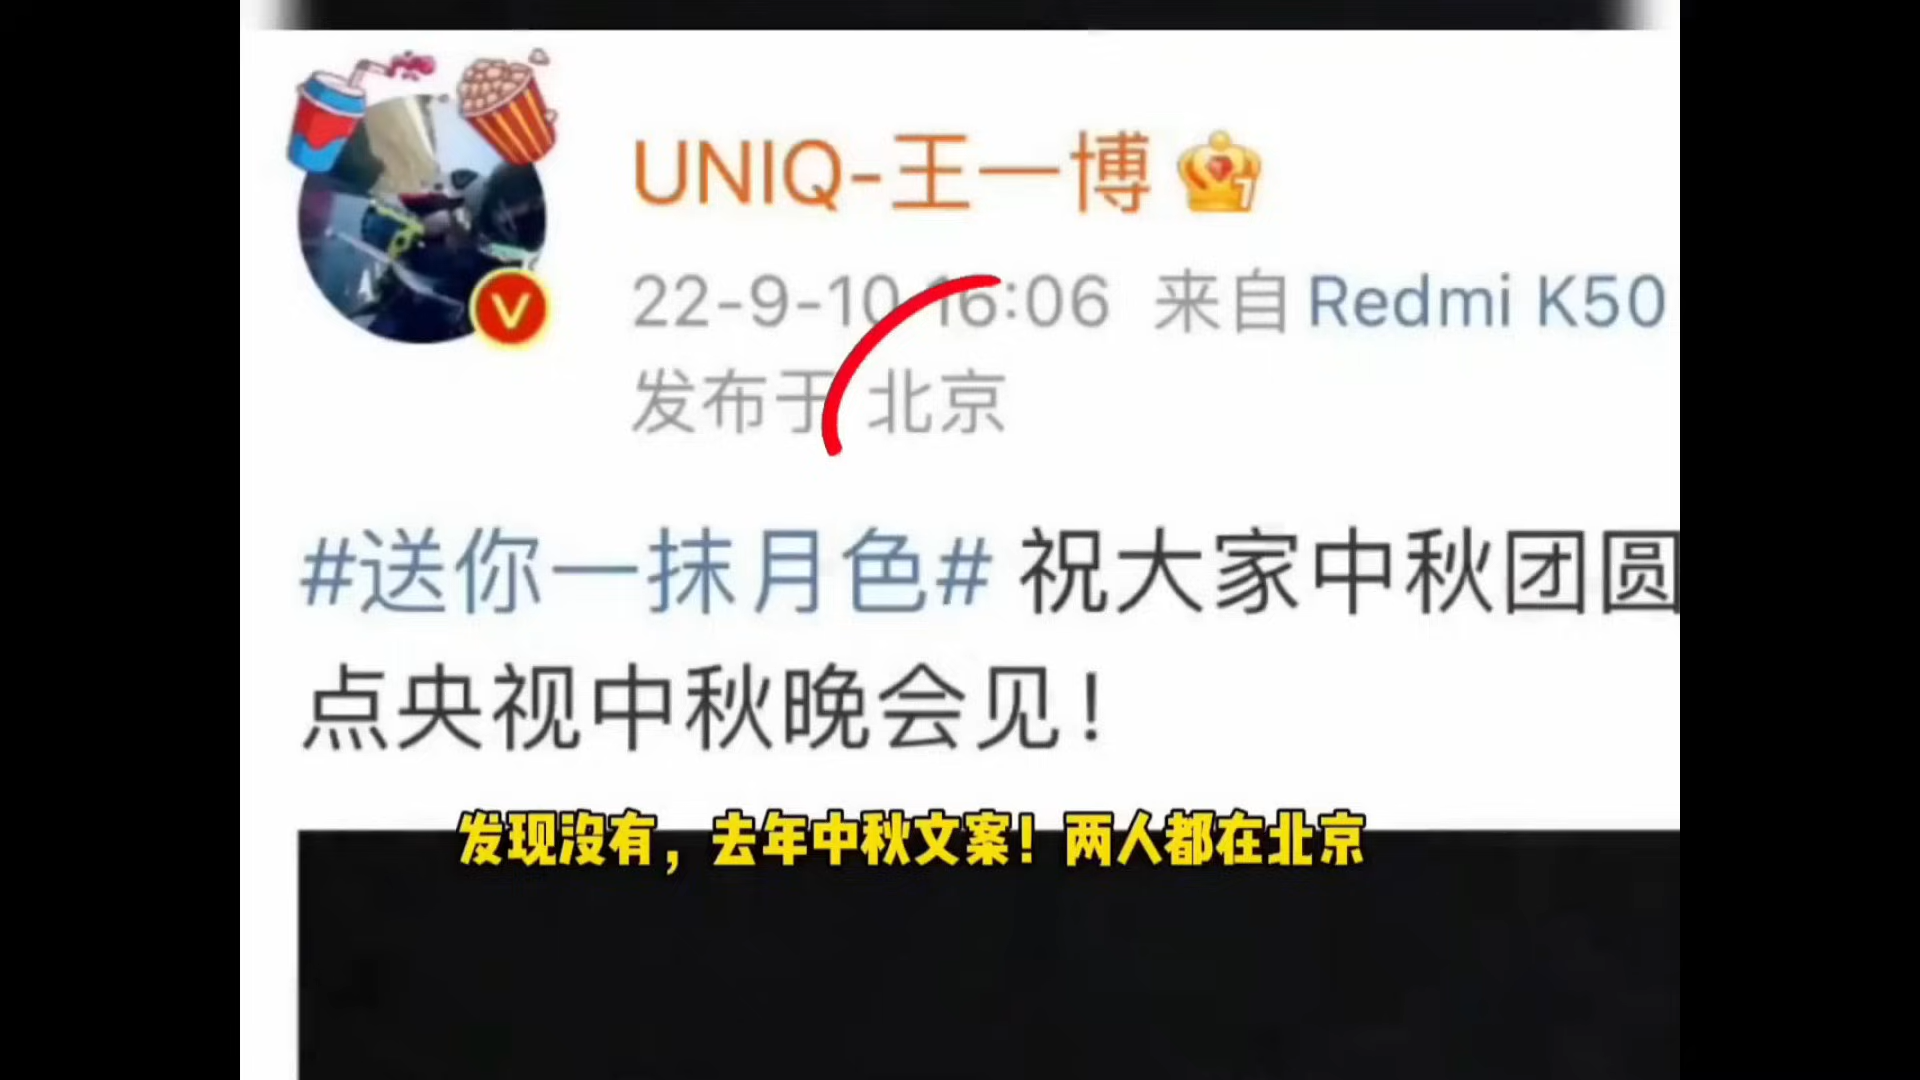 UNIQ-王一博
22-9-10 16:06 来自 Redmi K50
发布于 北京
#送你一抹月色# 祝大家中秋团圆
点央视中秋晚会见！
发现没有，去年中秋文案！两人都在北京